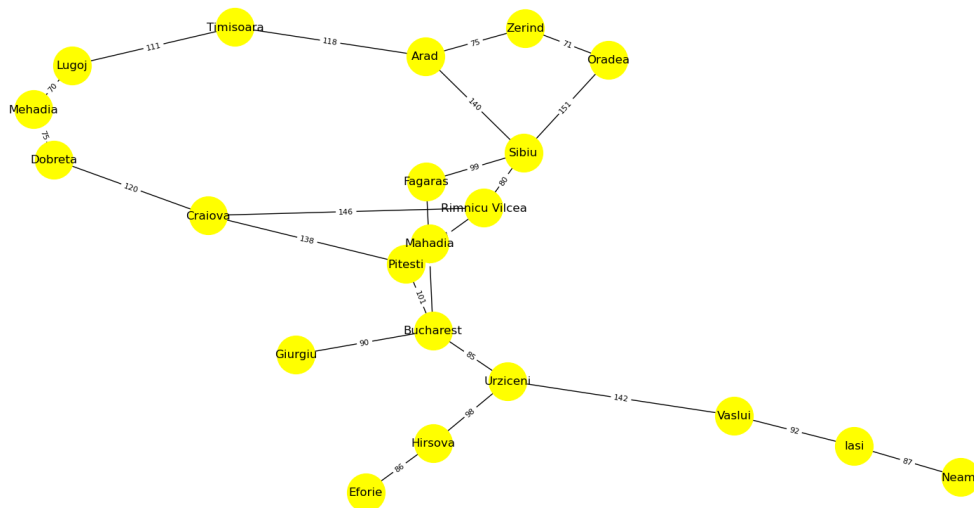 Timisoara
Zerind
111
118
75
71
Arad
Oradea
Lugoj
70
140
151
Mehadia
75
Sibiu
Dobreta
99
80
Fagaras
120
Rimnicu Vilcea
Craiova
146
138
Mahadia
Pitesti
101
Bucharest
90
85
Giurgiu
Urziceni
142
98
Vaslui
92
Hirsova
Iasi
86
87
Neam
Eforie